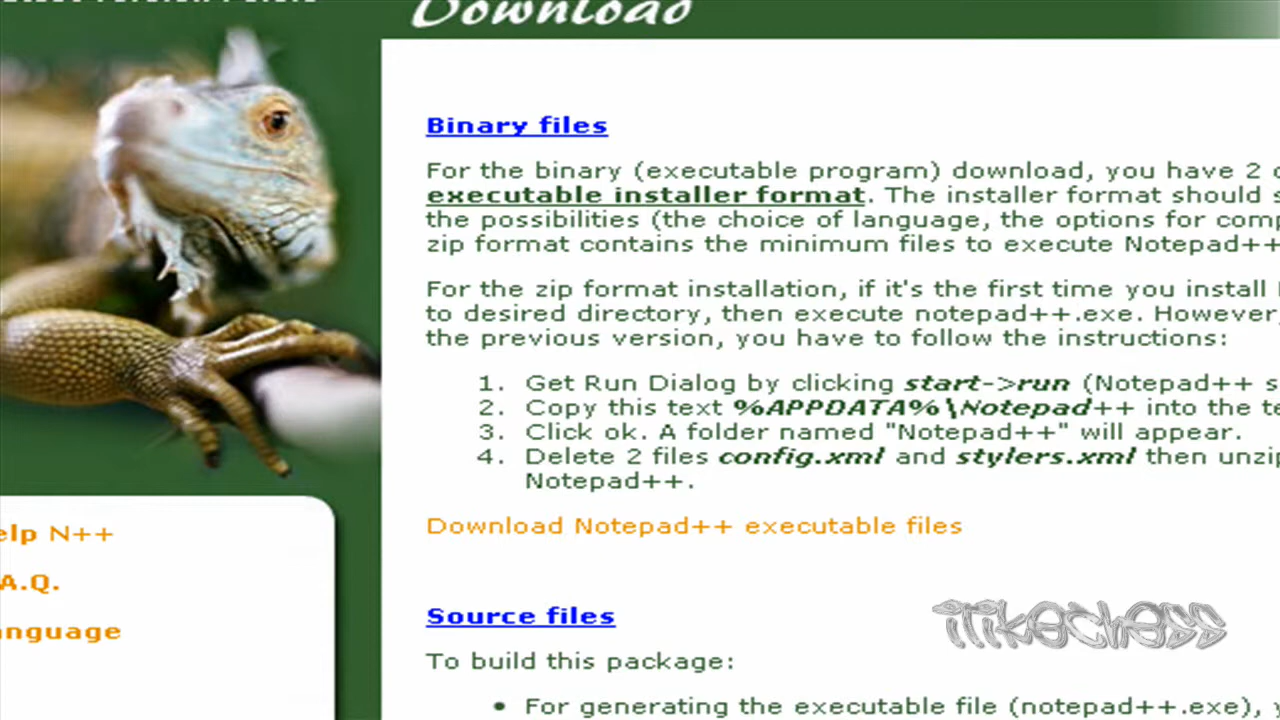 Download
Binary files
For the binary (executable program) download, you have 2
executable installer format. The installer format should
the possibilities (the choice of language, the options for
zip format contains the minimum files to execute Notepad++
For the zip format installation, if it's the first time you install
to desired directory, then execute notepad++.exe. However,
the previous version, you have to follow the instructions:
1. Get Run Dialog by clicking start->run (Notepad++
2. Copy this text %APPDATA%\Notepad++ into the
3. Click ok. A folder named "Notepad++" will appear.
4. Delete 2 files config.xml and stylers.xml then
Notepad++.
Download Notepad++ executable files
elp N++
A.Q.
anguage
Source files
To build this package:
• For generating the executable file (notepad++.exe),
itikechess